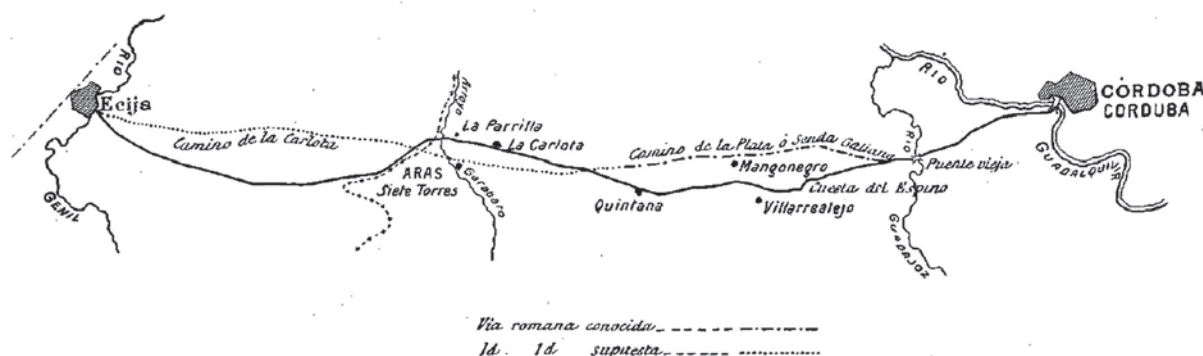 RIO
Ecija
GENIL
Camino de la Carlota
Arroyo
La Parrilla
La Carlota
ARAS
Siete Torres
Garabato
Camino de la Plata ó Senda Galiana
Mangonegro
Quintana
Cuesta del Espino
Villarrealejo
RIO
RIO
Puente vieja
GUADAJOZ
CÓRDOBA
CORDUBA
GUADALQUIVIR
Via romana conocida
Id. Id supuesta